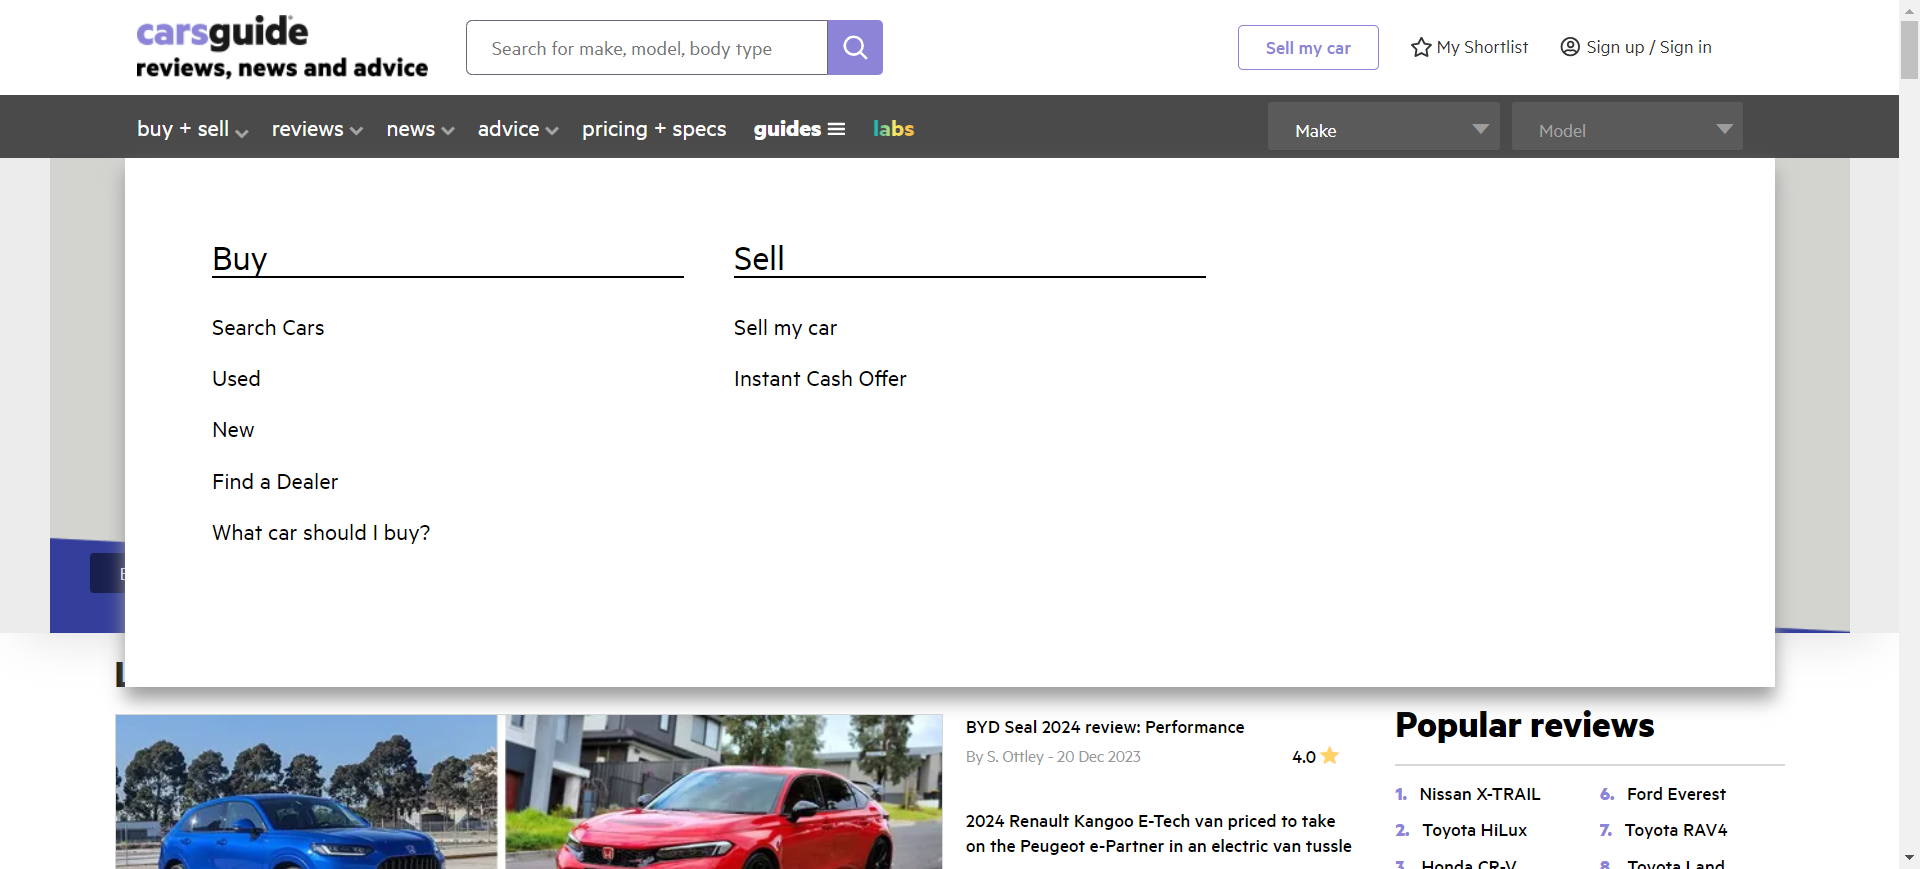 carsguide
reviews, news and advice
Search for make, model, body type
Sell my car
My Shortlist
Sign up / Sign in
buy + sell
reviews
news
advice
pricing + specs
guides
labs
Make
Model
Buy
Search Cars
Used
New
Find a Dealer
What car should I buy?
Sell
Sell my car
Instant Cash Offer
BYD Seal 2024 review: Performance
By S. Ottley - 20 Dec 2023
4.0
2024 Renault Kangoo E-Tech van priced to take
on the Peugeot e-Partner in an electric van tussle
Popular reviews
1. Nissan X-TRAIL
2. Toyota HiLux
3. Honda CR-V
6. Ford Everest
7. Toyota RAV4
8. Toyota Land